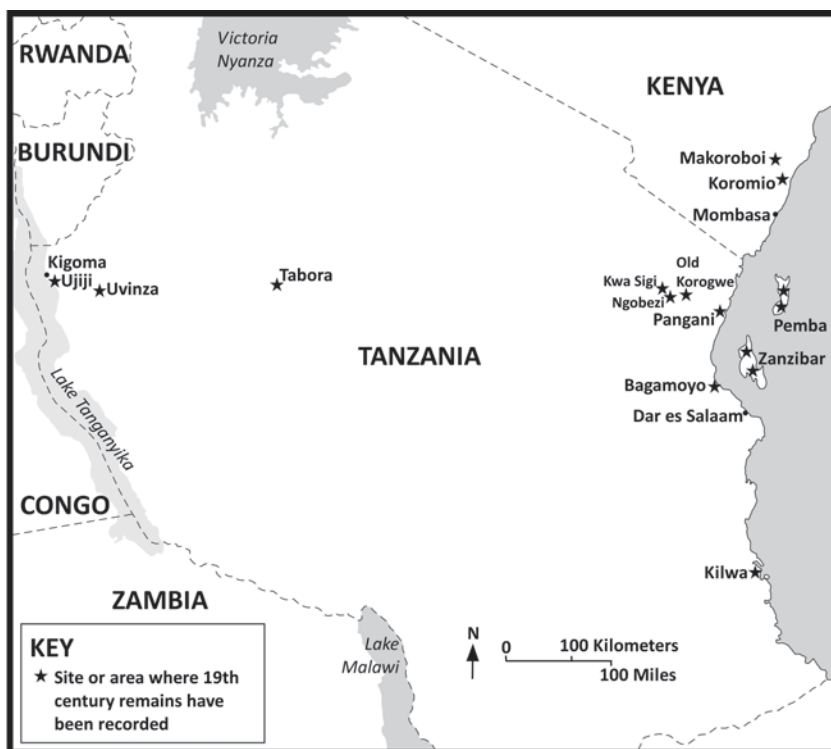 Victoria
Nyanza
RWANDA
KENYA
BURUNDI
Makoroboi
Koromio
Mombasa
Kigoma
Ujiji
Uvinza
Tabora
Old
Korogwe
Kwa Sigi
Ngobezi
Pangani
Pemba
TANZANIA
Zanzibar
Bagamoyo
Dar es Salaam
Lake Tanganyika
CONGO
Kilwa
ZAMBIA
Lake
Malawi
N
0 100 Kilometers
100 Miles
KEY
Site or area where 19th
century remains have
been recorded